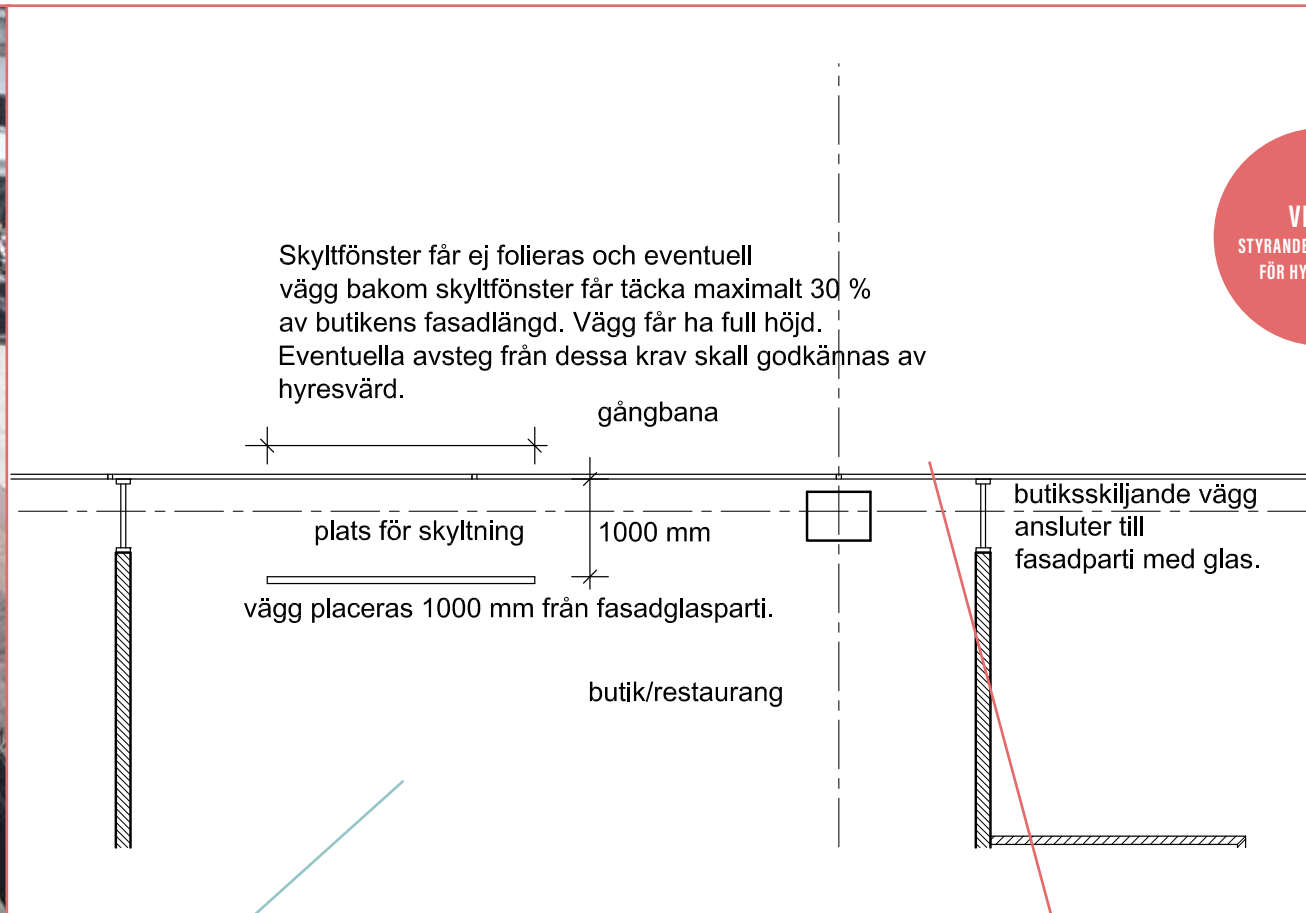 Skyltfönster får ej folieras och eventuell
vägg bakom skyltfönster får täcka maximalt 30 %
av butikens fasadlängd. Vägg får ha full höjd.
Eventuella avsteg från dessa krav skall godkännas av
hyresvärd.
gångbana
plats för skyltning
1000 mm
vägg placeras 1000 mm från fasadglasparti.
butik/restaurang
butiksskiljande vägg
ansluter till
fasadparti med glas.
STYRANDE
FÖR